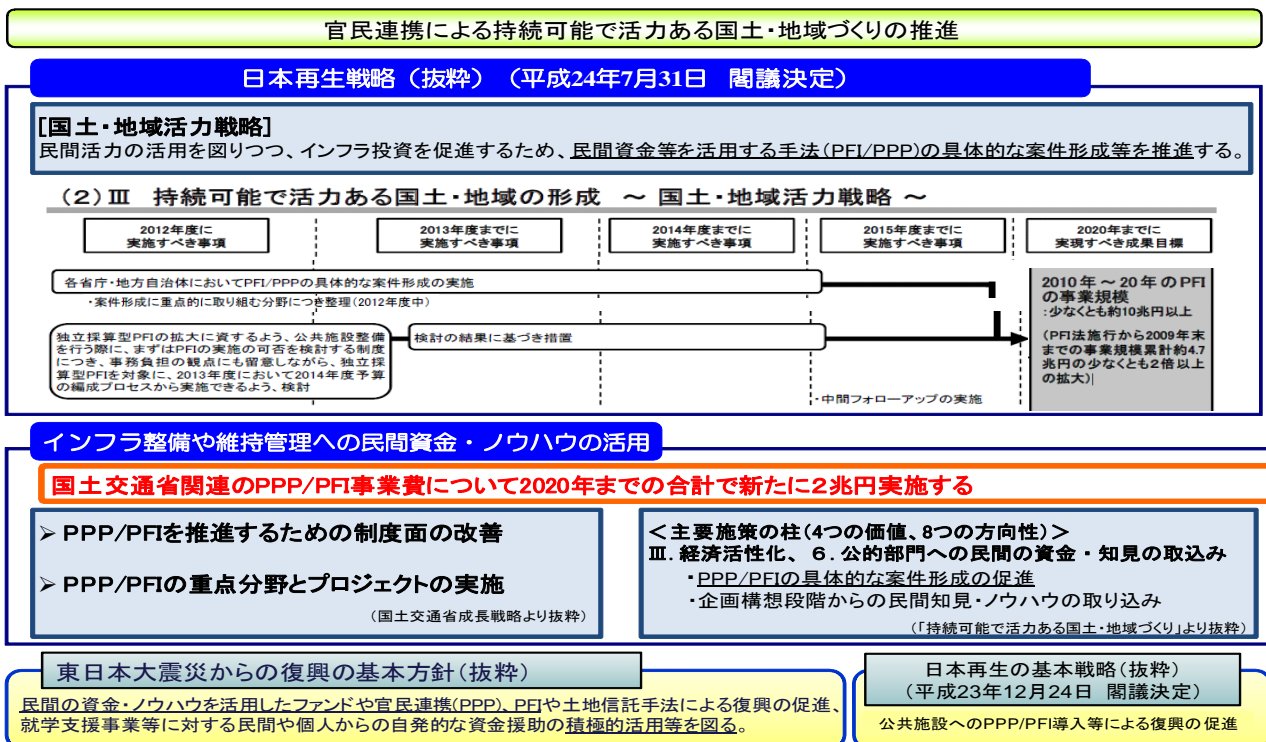 官民連携による持続可能で活力ある国土・地域づくりの推進
日本再生戦略（抜粋）（平成24年7月31日　閣議決定）
[国土・地域活力戦略]
民間活力の活用を図りつつ、インフラ投資を促進するため、民間資金等を活用する手法（PFI/PPP）の具体的な案件形成等を推進する。
（２）Ⅲ　持続可能で活力ある国土・地域の形成　～ 国土・地域活力戦略 ～
2012年度に
実施すべき事項
2013年度までに
実施すべき事項
2014年度までに
実施すべき事項
2015年度までに
実施すべき事項
2020年までに
実現すべき成果目標
各省庁・地方自治体においてPFI/PPPの具体的な案件形成の実施
・案件形成に重点的に取り組む分野につき整理（2012年度中）
独立採算型PFIの拡大に資するよう、公共施設整備
を行う際に、まずはPFIの実施の可否を検討する制度
につき、事務負担の観点にも留意しながら、独立採
算型PFIを対象に、2013年度において2014年度予算
の編成プロセスから実施できるよう、検討
検討の結果に基づき措置
・中間フォローアップの実施
2010年～20年のPFI
の事業規模
：少なくとも約10兆円以上
（PFI法施行から2009年末
までの事業規模累計約4.7
兆円の少なくとも2倍以上
の拡大）
インフラ整備や維持管理への民間資金・ノウハウの活用
国土交通省関連のPPP/PFI事業費について2020年までの合計で新たに２兆円実施する
➢ PPP/PFIを推進するための制度面の改善
➢ PPP/PFIの重点分野とプロジェクトの実施
（国土交通省成長戦略より抜粋）
＜主要施策の柱（4つの価値、8つの方向性）＞
Ⅲ．経済活性化、６．公的部門への民間の資金・知見の取込み
・PPP/PFIの具体的な案件形成の促進
・企画構想段階からの民間知見・ノウハウの取り込み
（「持続可能で活力ある国土・地域づくり」より抜粋）
東日本大震災からの復興の基本方針（抜粋）
民間の資金・ノウハウを活用したファンドや官民連携（PPP）、PFIや土地信託手法による復興の促進、
就学支援事業等に対する民間や個人からの自発的な資金援助の積極的活用等を図る。
日本再生の基本戦略（抜粋）
（平成23年12月24日　閣議決定）
公共施設へのPPP/PFI導入等による復興の促進